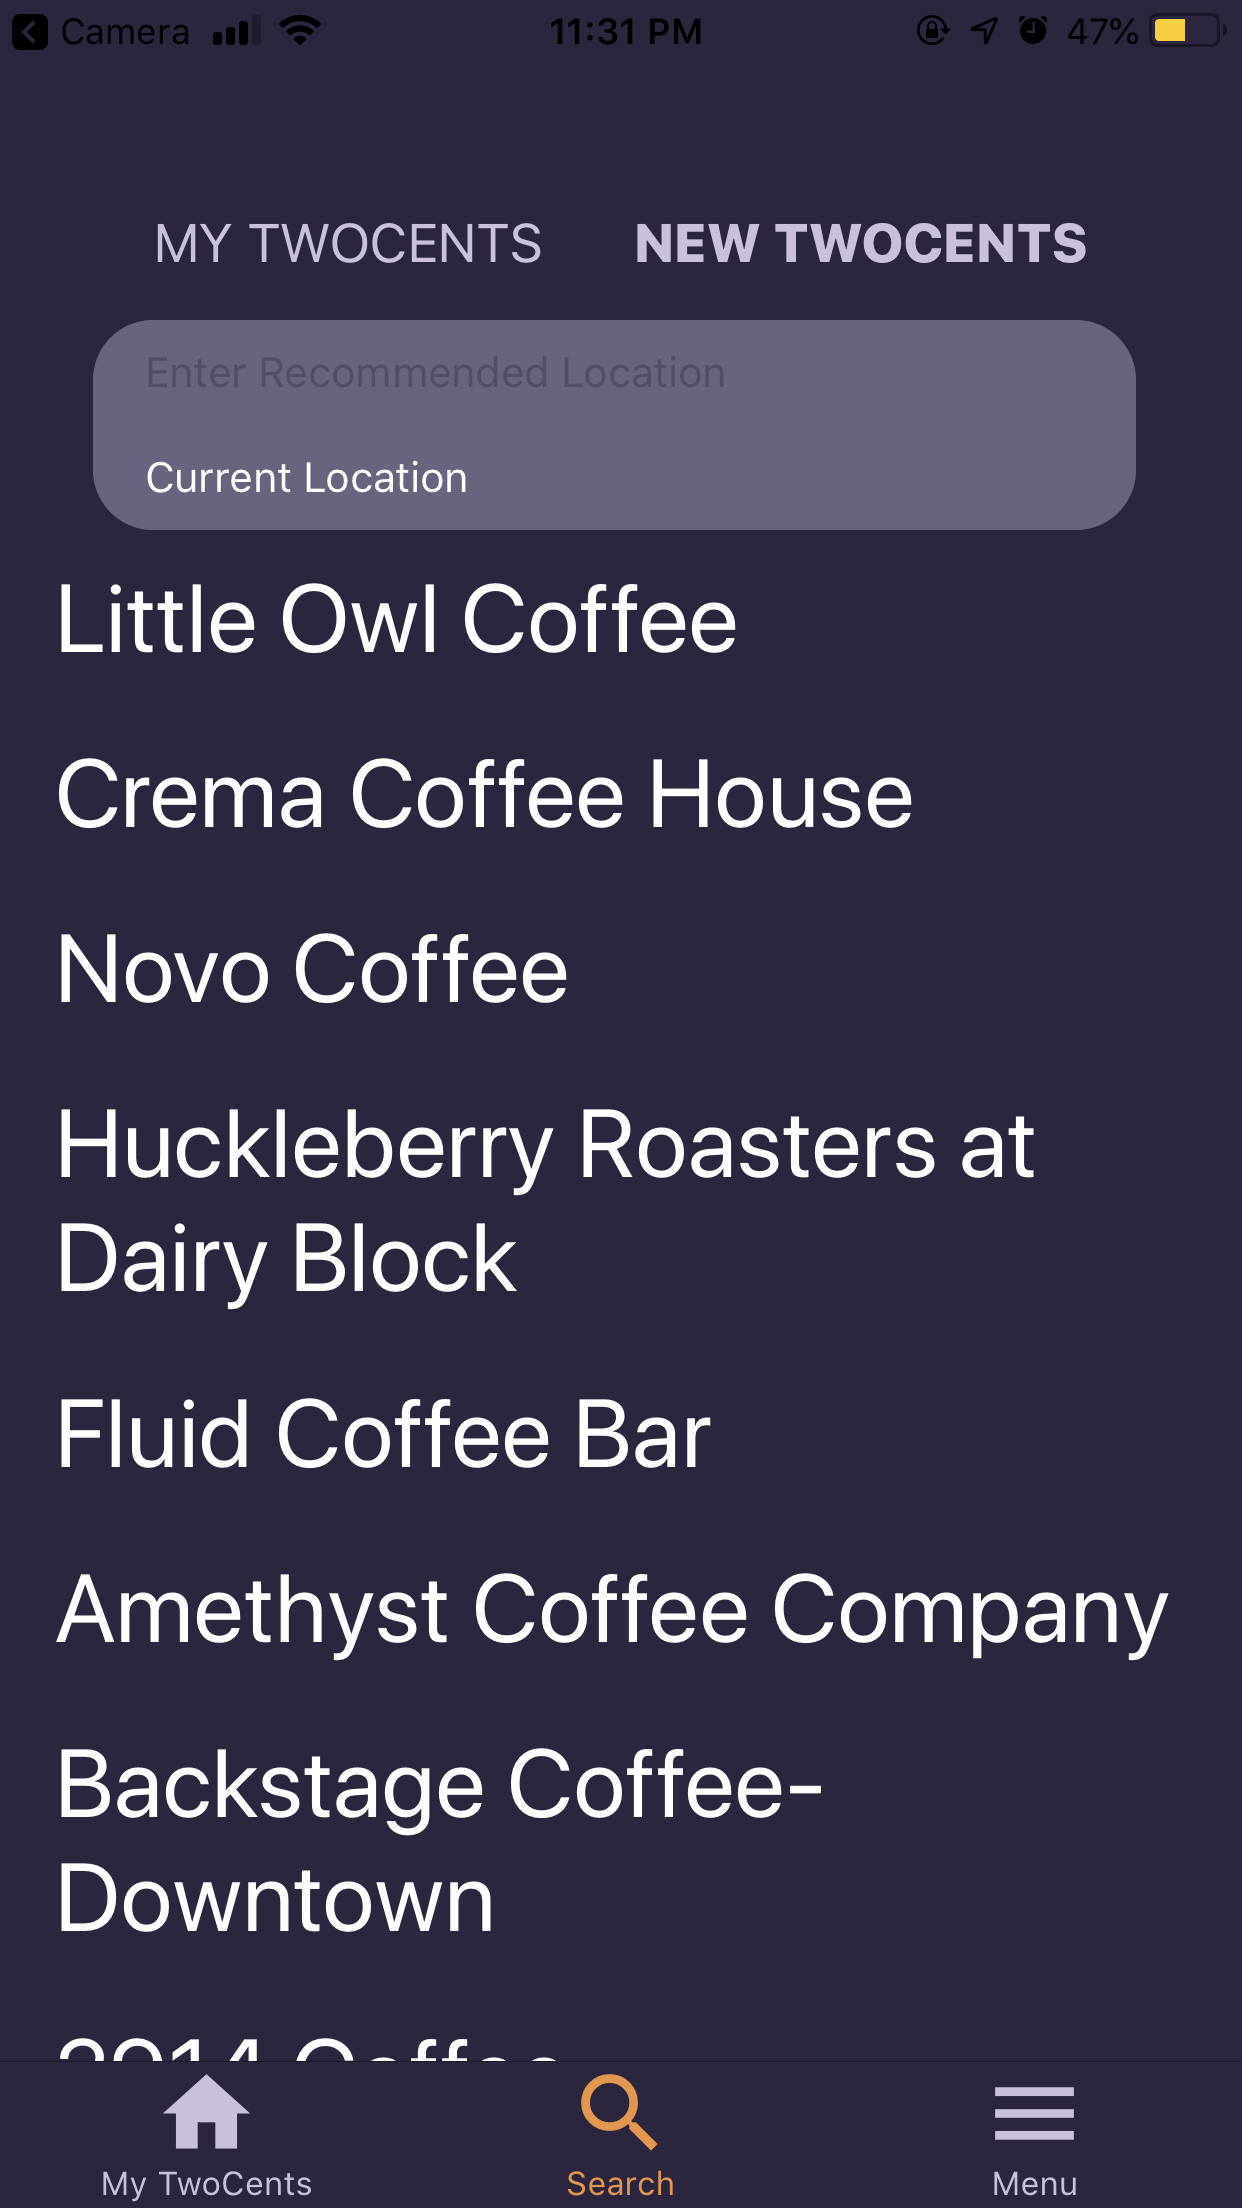 Camera 11:31 PM 47%
MY TWOCENTS NEW TWOCENTS
Enter Recommended Location
Current Location
Little Owl Coffee
Crema Coffee House
Novo Coffee
Huckleberry Roasters at
Dairy Block
Fluid Coffee Bar
Amethyst Coffee Company
Backstage Coffee-
Downtown
Coffee
My TwoCents Search Menu